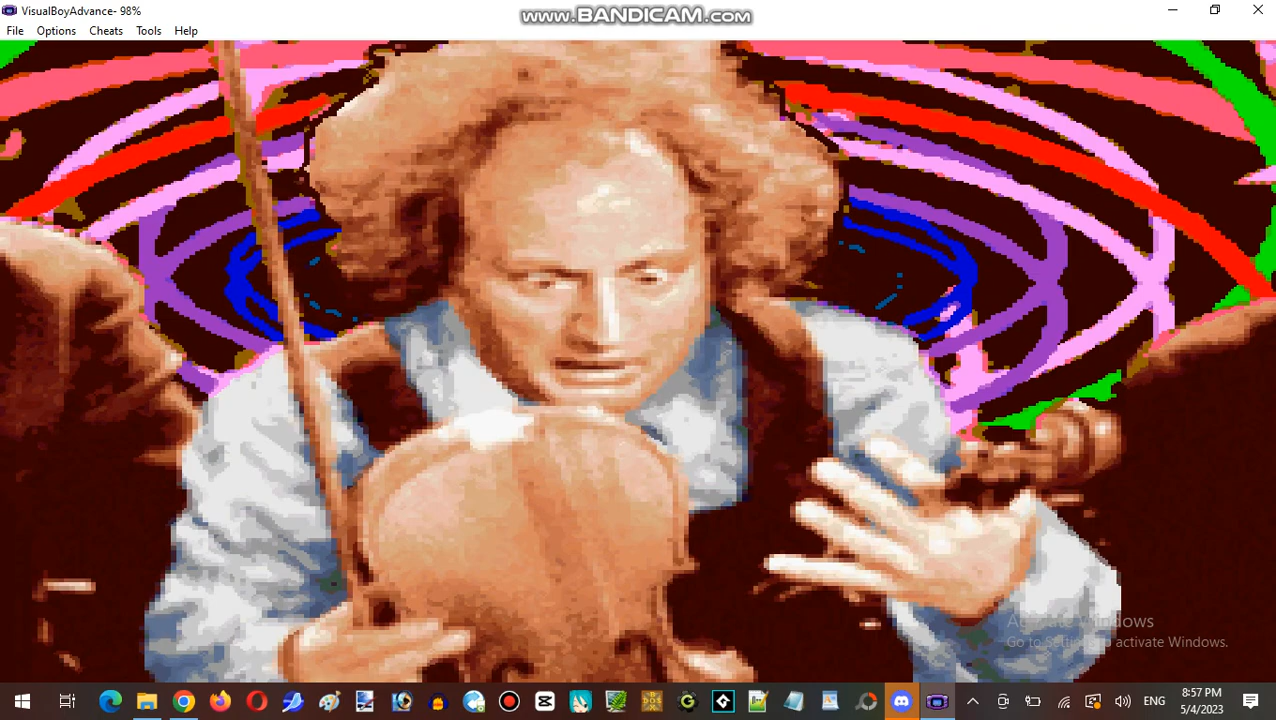 VisualBoyAdvance- 98%
www.BANDICAM.com
File Options Cheats Tools Help
Activate Windows
Go to Settings to activate Windows.
ENG
8:57 PM
5/4/2023